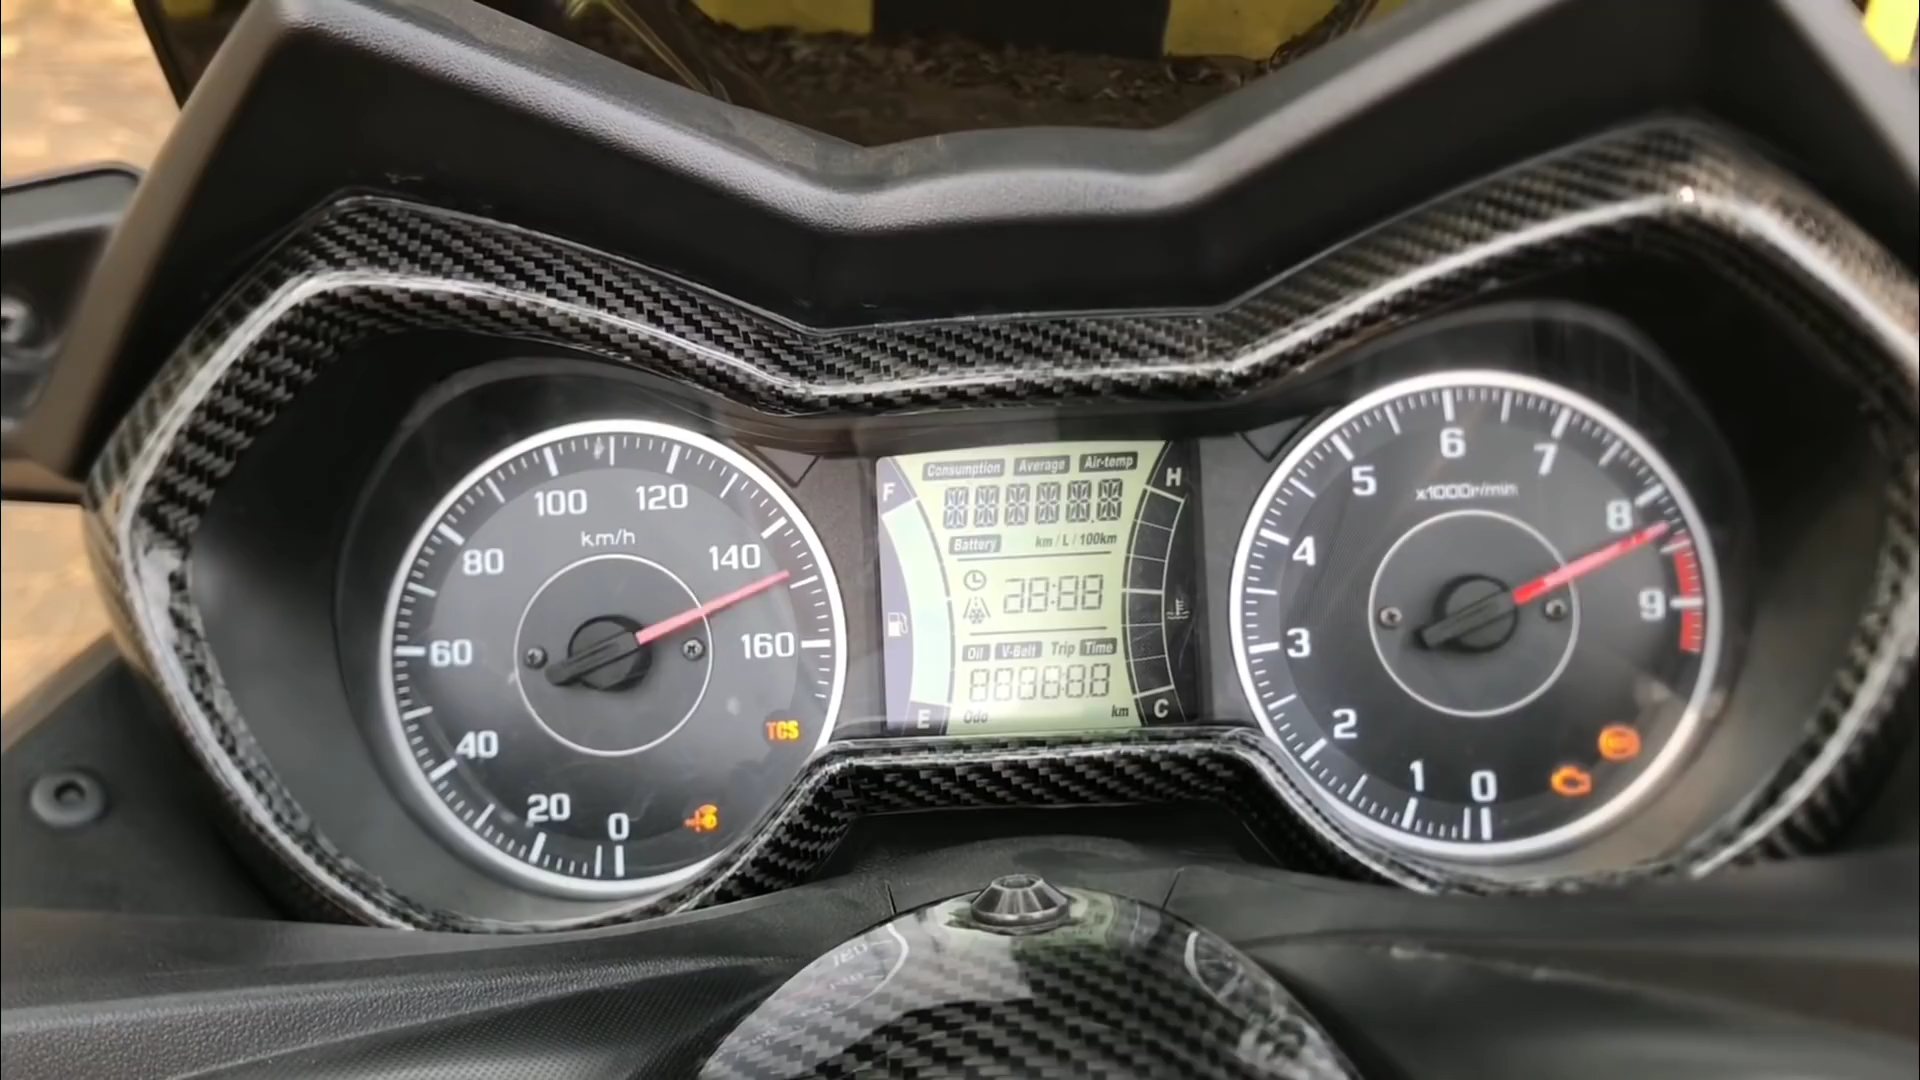 100 120
km/h
80 140
60 160
40 TCS
20 0
Consumption Average Air-temp
F H
Battery km / L / 100km
Oil V-Belt Trip Time
888888
E Odo km C
6
5 7
x1000r/min
4 8
3 9
2
1 0